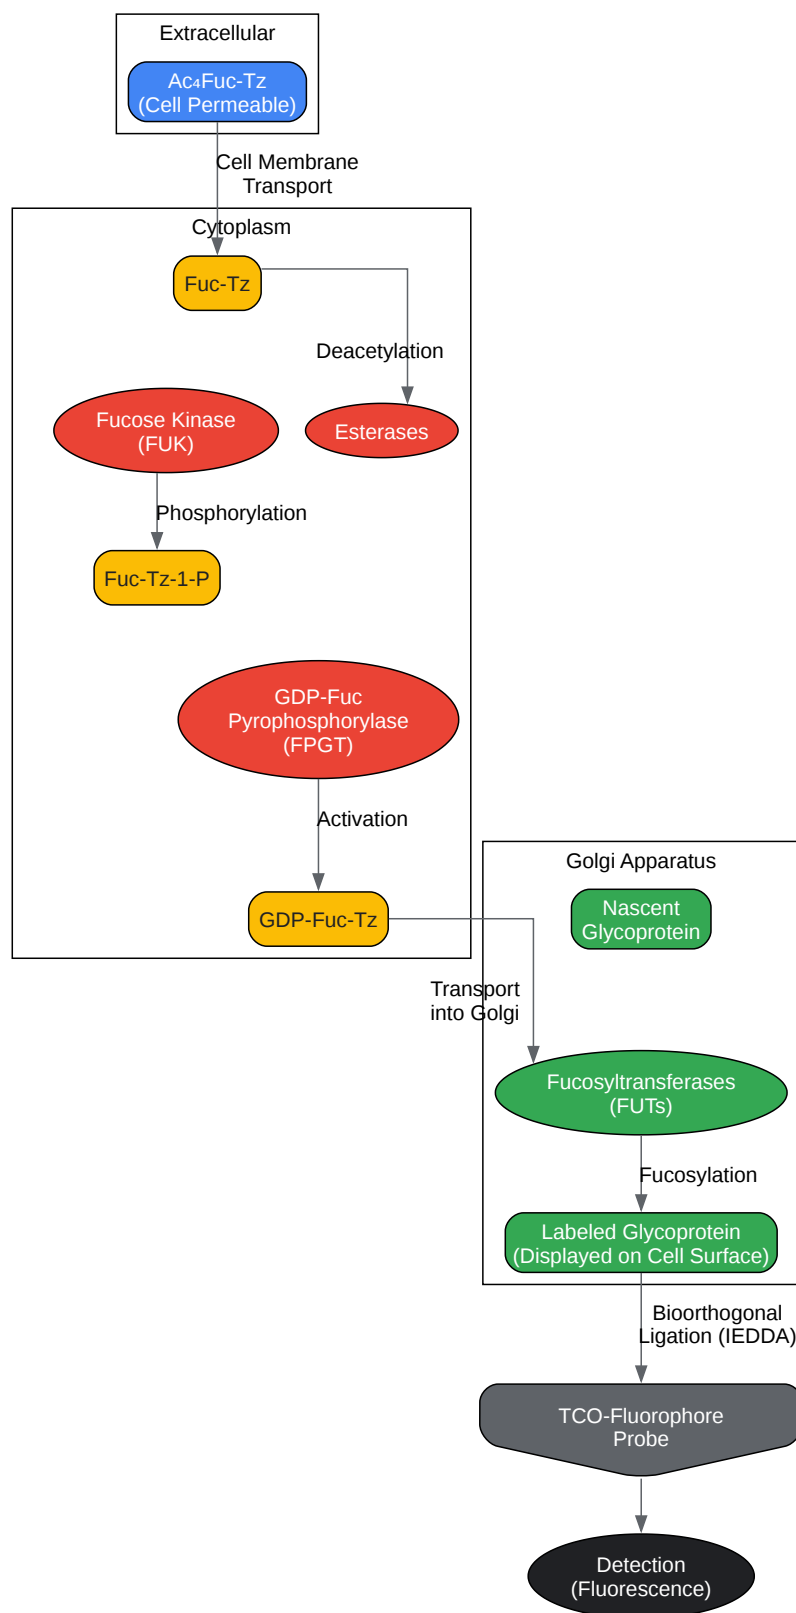 Extracellular
Ac₄Fuc-Tz
(Cell Permeable)
Cell Membrane
Transport
Cytoplasm
Fuc-Tz
Deacetylation
Fucose Kinase
(FUK)
Esterases
Phosphorylation
Fuc-Tz-1-P
GDP-Fuc
Pyrophosphorylase
(FPGT)
Activation
GDP-Fuc-Tz
Golgi Apparatus
Nascent
Glycoprotein
Transport
into Golgi
Fucosyltransferases
(FUTs)
Fucosylation
Labeled Glycoprotein
(Displayed on Cell Surface)
Bioorthogonal
Ligation (IEDDA)
TCO-Fluorophore
Probe
Detection
(Fluorescence)